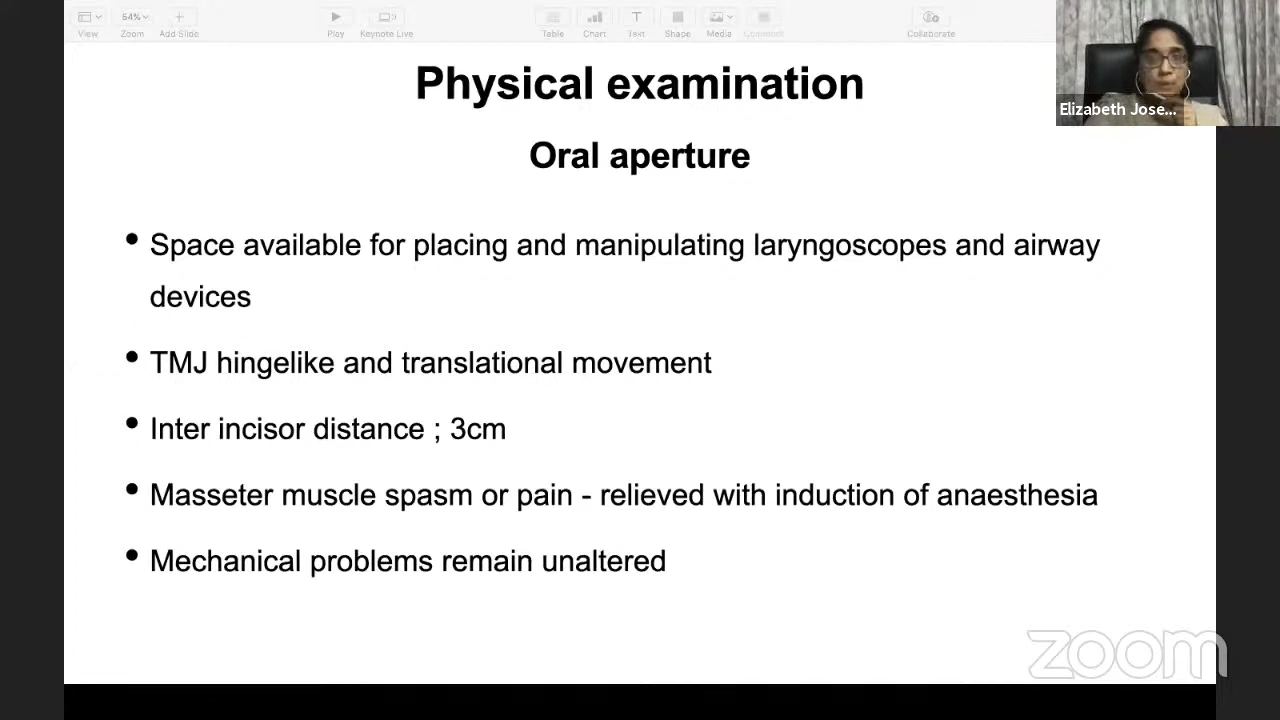 54%
View Zoom Add Slide Play Keynote Live Table Chart Text Shape Media Comment Collaborate
Elizabeth Jose...
Physical examination
Oral aperture
• Space available for placing and manipulating laryngoscopes and airway
devices
• TMJ hingelike and translational movement
• Inter incisor distance ; 3cm
• Masseter muscle spasm or pain - relieved with induction of anaesthesia
• Mechanical problems remain unaltered
zoom